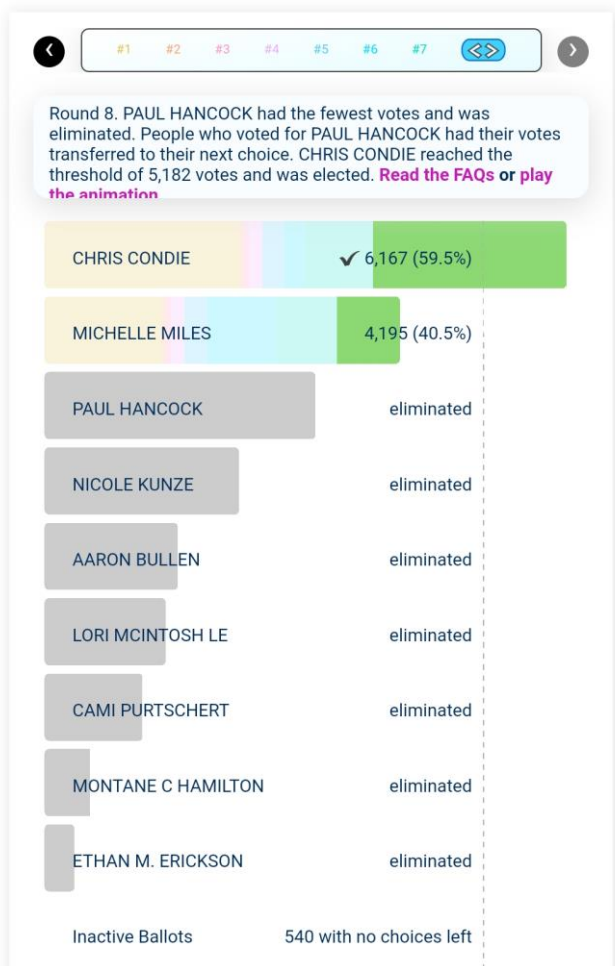 #1 #2 #3 #4 #5 #6 #7
Round 8. PAUL HANCOCK had the fewest votes and was
eliminated. People who voted for PAUL HANCOCK had their votes
transferred to their next choice. CHRIS CONDIE reached the
threshold of 5,182 votes and was elected. Read the FAQs or play
the animation
CHRIS CONDIE ✔ 6,167 (59.5%)
MICHELLE MILES 4,195 (40.5%)
PAUL HANCOCK eliminated
NICOLE KUNZE eliminated
AARON BULLEN eliminated
LORI MCINTOSH LE eliminated
CAMI PURTSCHERT eliminated
MONTANE C HAMILTON eliminated
ETHAN M. ERICKSON eliminated
Inactive Ballots 540 with no choices left